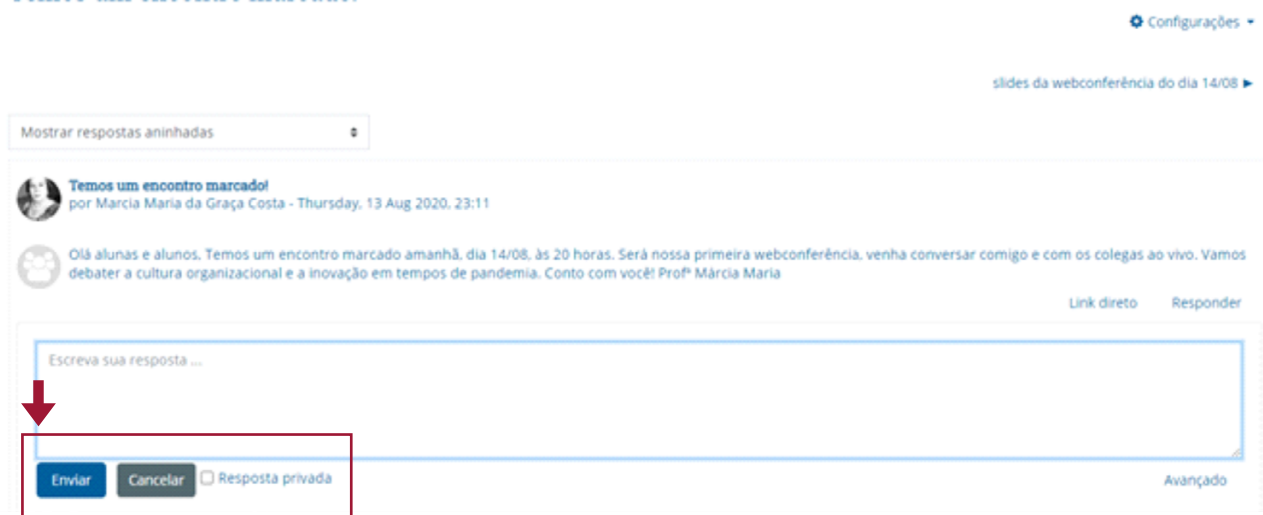 Configurações
slides da webconferência do dia 14/08 ►
Mostrar respostas aninhadas
Temos um encontro marcado!
por Marcia Maria da Graça Costa - Thursday, 13 Aug 2020, 23:11
Olá alunas e alunos, Temos um encontro marcado amanhã, dia 14/08, às 20 horas. Será nossa primeira webconferência, venha conversar comigo e com os colegas ao vivo. Vamos
debater a cultura organizacional e a inovação em tempos de pandemia. Conto com você! Profª Márcia Maria
Link direto Responder
Escreva sua resposta ...
Enviar Cancelar Resposta privada Avançado